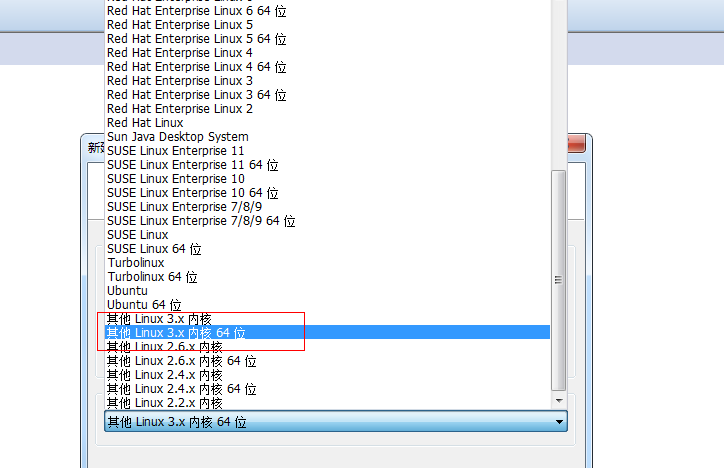 Red Hat Enterprise Linux 6 64 位
Red Hat Enterprise Linux 5
Red Hat Enterprise Linux 5 64 位
Red Hat Enterprise Linux 4
Red Hat Enterprise Linux 4 64 位
Red Hat Enterprise Linux 3
Red Hat Enterprise Linux 3 64 位
Red Hat Enterprise Linux 2
Red Hat Linux
Sun Java Desktop System
新建
SUSE Linux Enterprise 11
SUSE Linux Enterprise 11 64 位
SUSE Linux Enterprise 10
SUSE Linux Enterprise 10 64 位
SUSE Linux Enterprise 7/8/9
SUSE Linux Enterprise 7/8/9 64 位
SUSE Linux
SUSE Linux 64 位
Turbolinux
Turbolinux 64 位
Ubuntu
Ubuntu 64 位
其他 Linux 3.x 内核
其他 Linux 3.x 内核 64 位
其他 Linux 2.6.x 内核
其他 Linux 2.6.x 内核 64 位
其他 Linux 2.4.x 内核
其他 Linux 2.4.x 内核 64 位
其他 Linux 2.2.x 内核
其他 Linux 3.x 内核 64 位